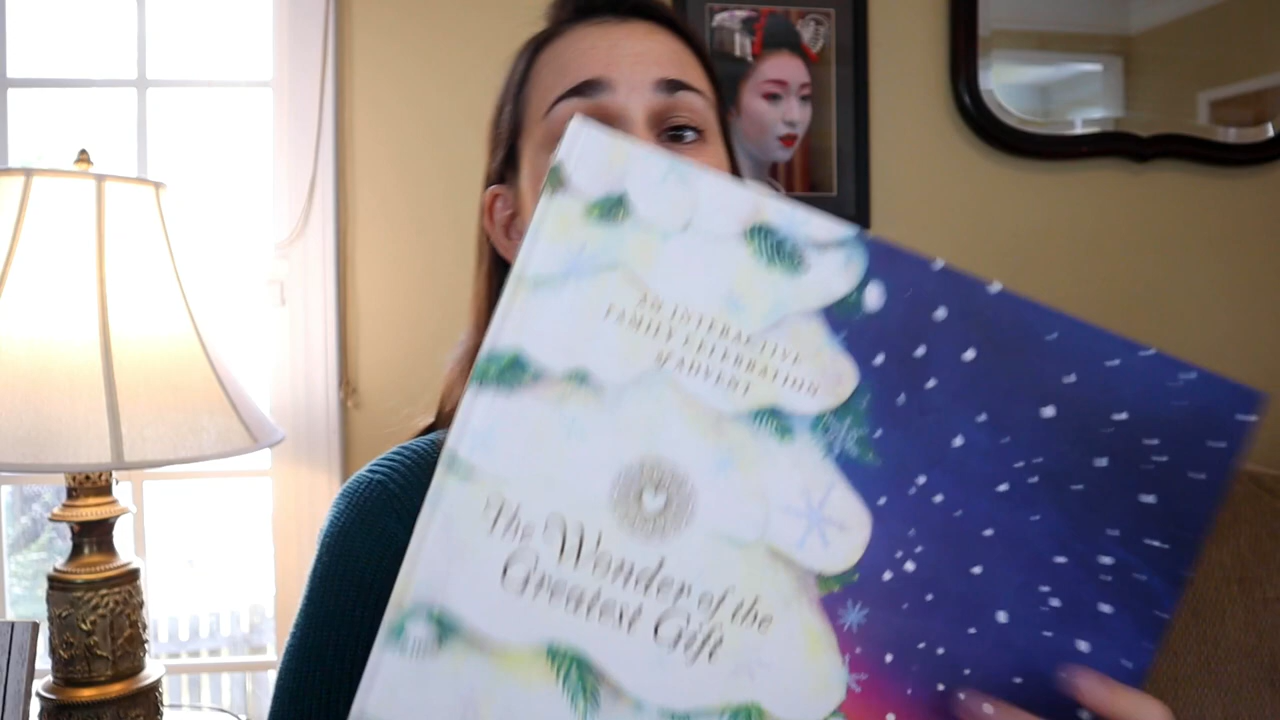 AN INTERACTIVE
FAMILY CELEBRATION
of ADVENT
The Wonder of the
Greatest Gift